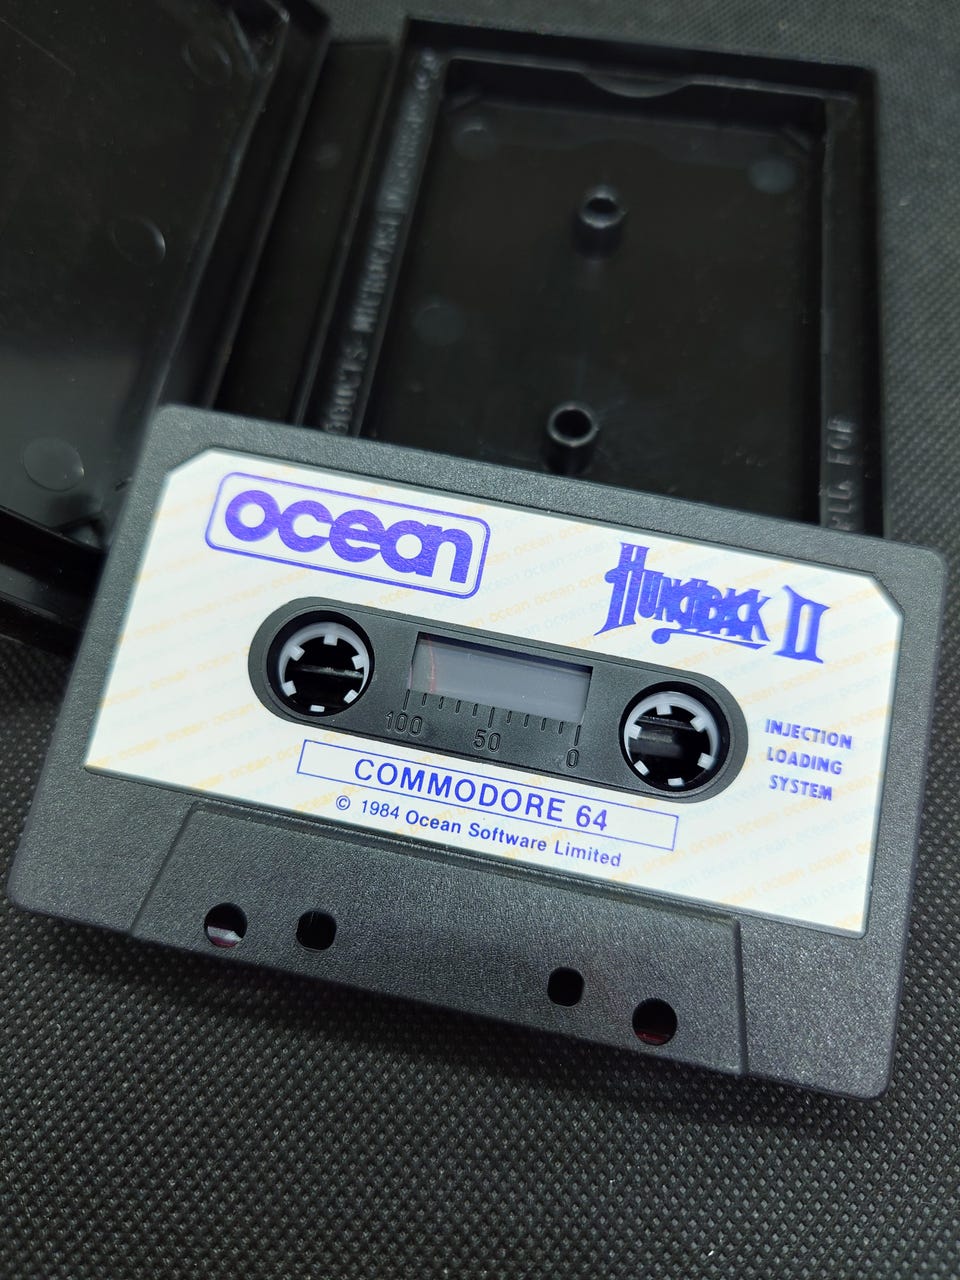 ocean
HUNCHBACK II
100 50 0
INJECTION
LOADING
SYSTEM
COMMODORE 64
© 1984 Ocean Software Limited